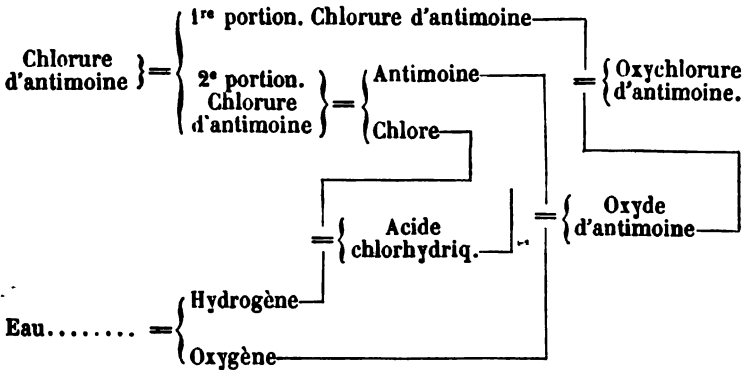 1re portion. Chlorure d'antimoine
Chlorure
d'antimoine } = {
2e portion.
Chlorure
d'antimoine } = {
Antimoine
Chlore
= { Oxychlorure
d'antimoine.
= { Acide
chlorhydriq.
= { Oxyde
d'antimoine
Eau........ = {
Hydrogène
Oxygène